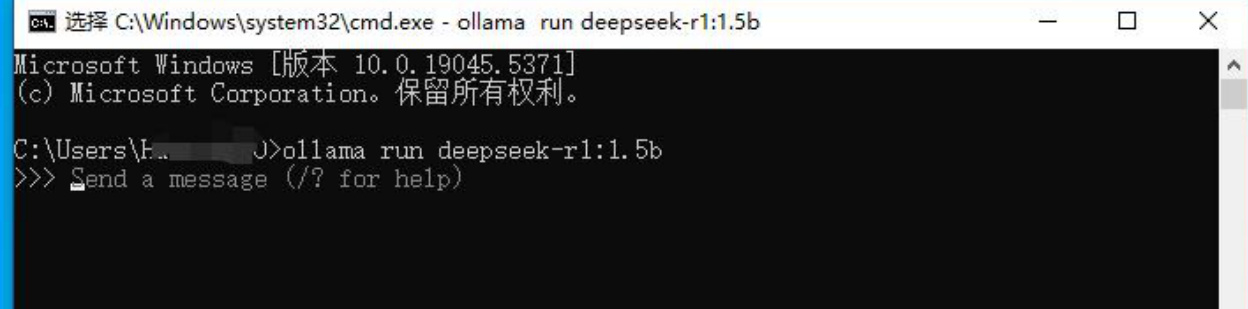 选择 C:\Windows\system32\cmd.exe - ollama  run deepseek-r1:1.5b
Microsoft Windows [版本 10.0.19045.5371]
(c) Microsoft Corporation。保留所有权利。
C:\Users\ >ollama run deepseek-r1:1.5b
>>> Send a message (/? for help)